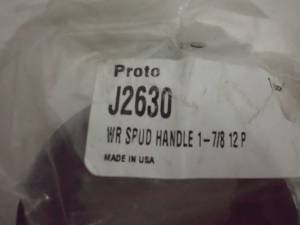 Proto
J2630
WR SPUD HANDLE 1-7/8 12 P
MADE IN USA